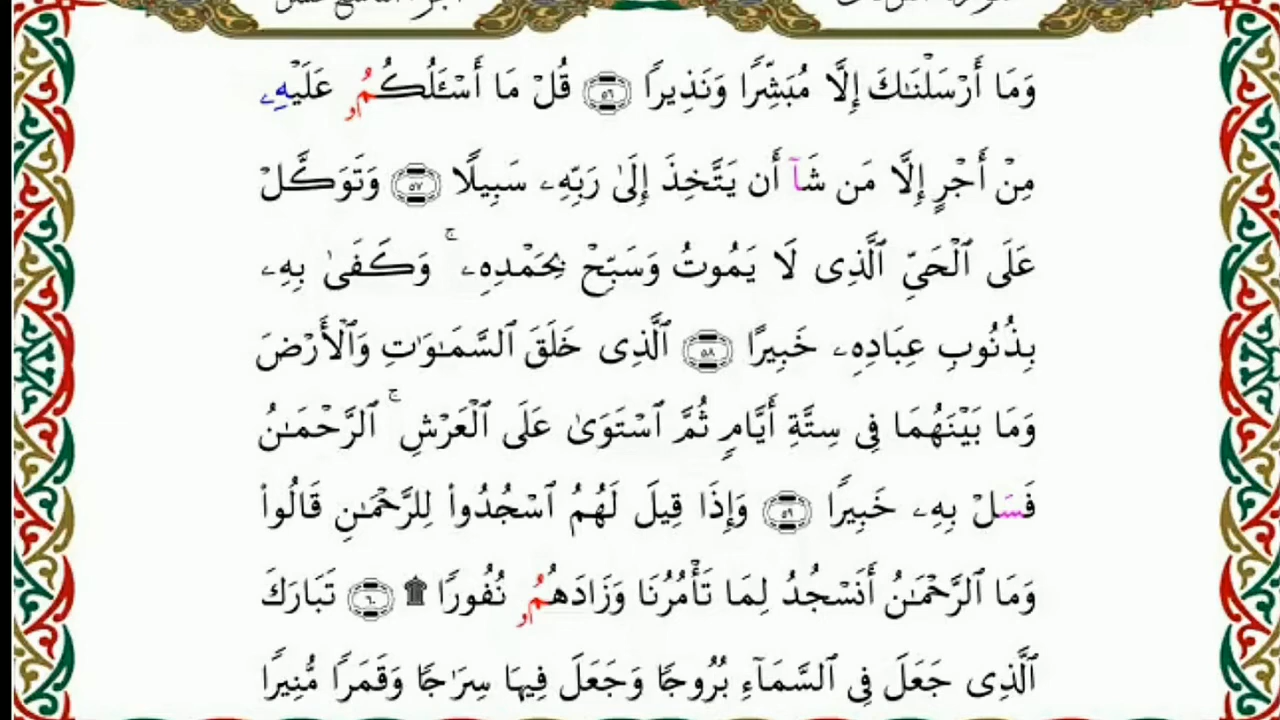 وَمَا أَرْسَلْنَـٰكَ إِلَّا مُبَشِّرًا وَنَذِيرًا ٥٦ قُلْ مَا أَسْـَٔلُكُمُۥ عَلَيْهِۦ
مِنْ أَجْرٍ إِلَّا مَن شَآ أَن يَتَّخِذَ إِلَىٰ رَبِّهِۦ سَبِيلًا ٥٧ وَتَوَكَّلْ
عَلَى ٱلْحَيِّ ٱلَّذِى لَا يَمُوتُ وَسَبِّحْ بِحَمْدِهِۦ ۚ وَكَفَىٰ بِهِۦ
بِذُنُوبِ عِبَادِهِۦ خَبِيرًا ٥٨ ٱلَّذِى خَلَقَ ٱلسَّمَـٰوَٰتِ وَٱلْأَرْضَ
وَمَا بَيْنَهُمَا فِى سِتَّةِ أَيَّامٍ ثُمَّ ٱسْتَوَىٰ عَلَى ٱلْعَرْشِ ۚ ٱلرَّحْمَـٰنُ
فَسَلْ بِهِۦ خَبِيرًا ٥٩ وَإِذَا قِيلَ لَهُمُ ٱسْجُدُوا۟ لِلرَّحْمَـٰنِ قَالُوا۟
وَمَا ٱلرَّحْمَـٰنُ أَنَسْجُدُ لِمَا تَأْمُرُنَا وَزَادَهُمُۥ نُفُورًا ۩ ٦٠ تَبَارَكَ
ٱلَّذِى جَعَلَ فِى ٱلسَّمَآءِ بُرُوجًا وَجَعَلَ فِيهَا سِرَٰجًا وَقَمَرًا مُّنِيرًا